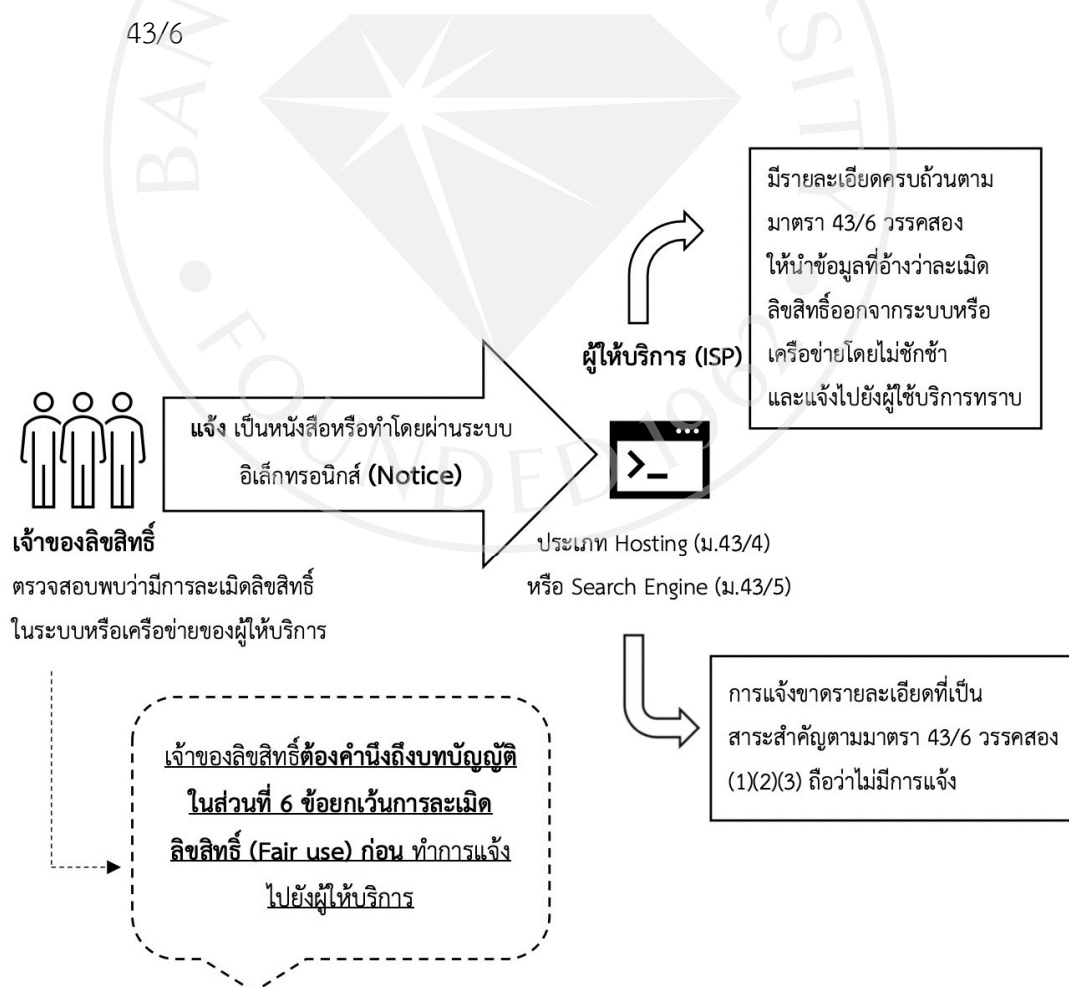 43/6
มีรายละเอียดครบถ้วนตาม
มาตรา 43/6 วรรคสอง
ให้นำข้อมูลที่อ้างว่าละเมิด
ลิขสิทธิ์ออกจากระบบหรือ
เครือข่ายโดยไม่ชักช้า
และแจ้งไปยังผู้ใช้บริการทราบ
ผู้ให้บริการ (ISP)
แจ้ง เป็นหนังสือหรือทำโดยผ่านระบบ
อิเล็กทรอนิกส์ (Notice)
เจ้าของลิขสิทธิ์
ตรวจสอบพบว่ามีการละเมิดลิขสิทธิ์
ในระบบหรือเครือข่ายของผู้ให้บริการ
ประเภท Hosting (ม.43/4)
หรือ Search Engine (ม.43/5)
การแจ้งขาดรายละเอียดที่เป็น
สาระสำคัญตามมาตรา 43/6 วรรคสอง
(1)(2)(3) ถือว่าไม่มีการแจ้ง
เจ้าของลิขสิทธิ์ต้องคำนึงถึงบทบัญญัติ
ในส่วนที่ 6 ข้อยกเว้นการละเมิด
ลิขสิทธิ์ (Fair use) ก่อน ทำการแจ้ง
ไปยังผู้ให้บริการ
FOUNDED 1962